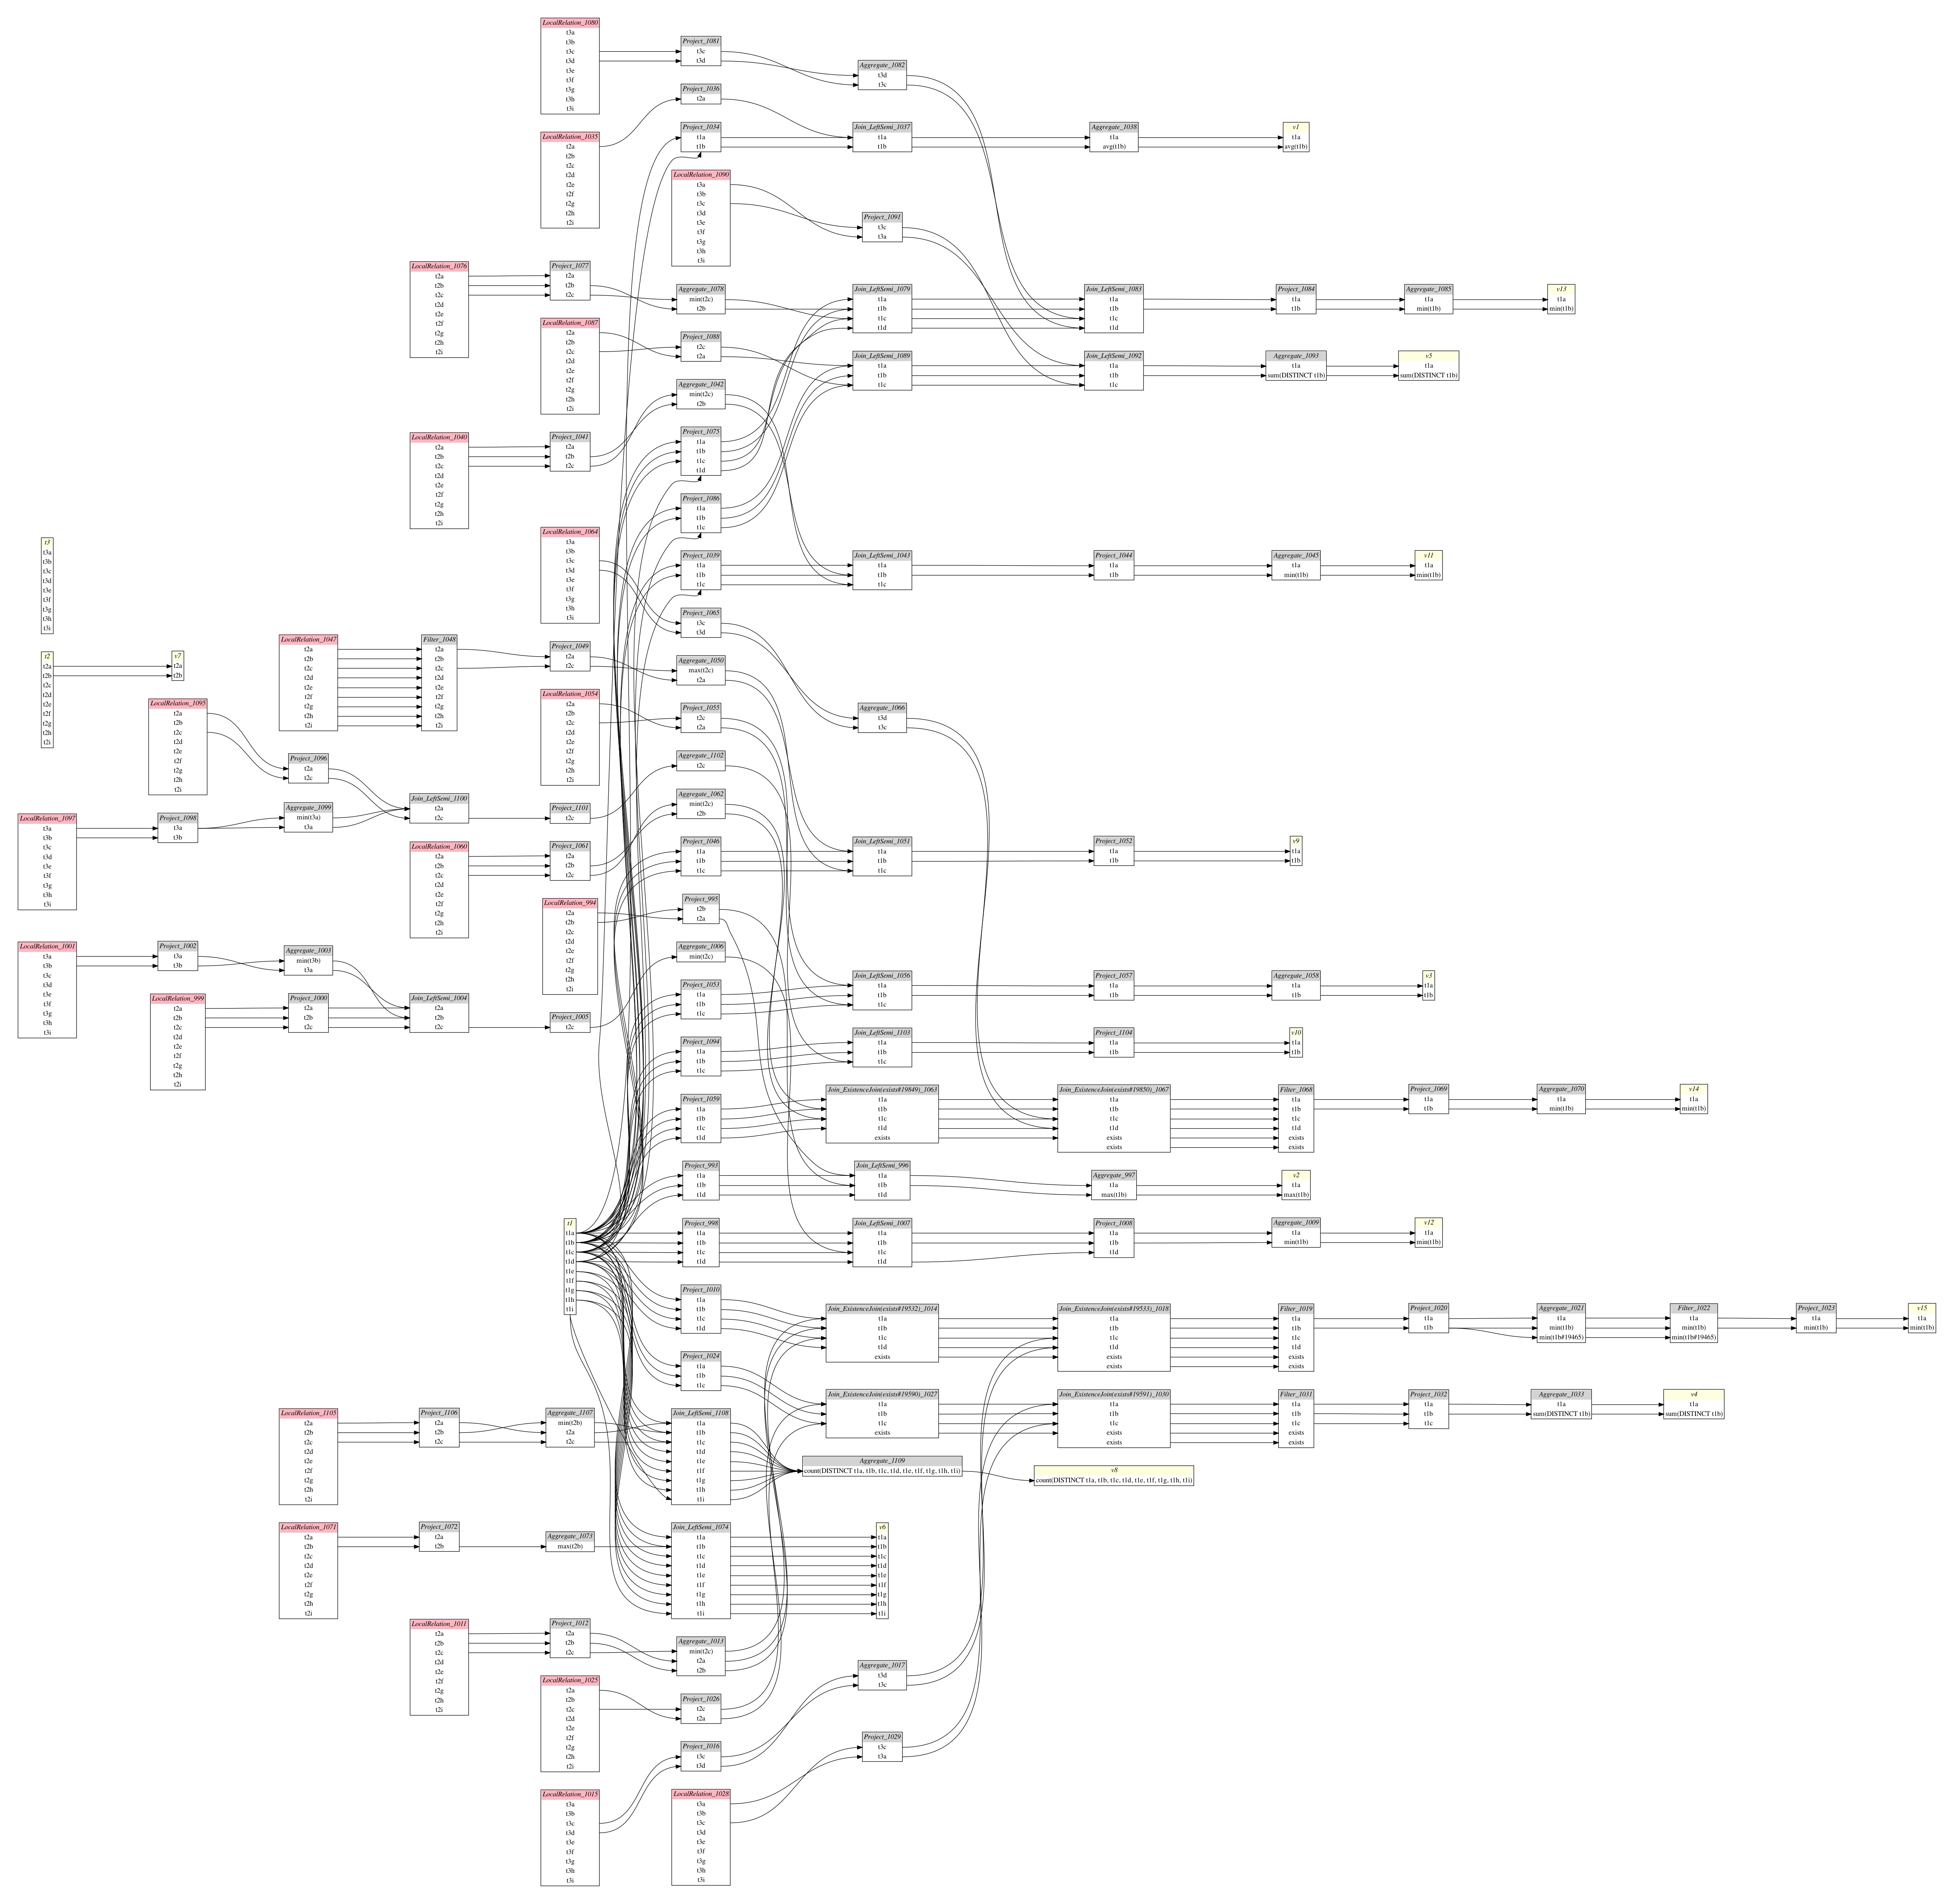 LocalRelation_1080
t3a
t3b
t3c
t3d
t3e
t3f
t3g
t3h
t3i
Project_1081
t3c
t3d
Aggregate_1082
t3d
t3c
Project_1036
t2a
LocalRelation_1035
t2a
t2b
t2c
t2d
t2e
t2f
t2g
t2h
t2i
Project_1034
t1a
t1b
Join_LeftSemi_1037
t1a
t1b
Aggregate_1038
t1a
avg(t1b)
v1
t1a
avg(t1b)
LocalRelation_1090
t3a
t3b
t3c
t3d
t3e
t3f
t3g
t3h
t3i
Project_1091
t3c
t3a
LocalRelation_1076
t2a
t2b
t2c
t2d
t2e
t2f
t2g
t2h
t2i
Project_1077
t2a
t2b
t2c
Aggregate_1078
min(t2c)
t2b
Join_LeftSemi_1079
t1a
t1b
t1c
t1d
Join_LeftSemi_1083
t1a
t1b
t1c
t1d
Project_1084
t1a
t1b
Aggregate_1085
t1a
min(t1b)
v13
t1a
min(t1b)
LocalRelation_1087
t2a
t2b
t2c
t2d
t2e
t2f
t2g
t2h
t2i
Project_1088
t2c
t2a
Join_LeftSemi_1089
t1a
t1b
t1c
Join_LeftSemi_1092
t1a
t1b
t1c
Aggregate_1093
t1a
sum(DISTINCT t1b)
v5
t1a
sum(DISTINCT t1b)
Aggregate_1042
min(t2c)
t2b
LocalRelation_1040
t2a
t2b
t2c
t2d
t2e
t2f
t2g
t2h
t2i
Project_1041
t2a
t2b
t2c
Project_1075
t1a
t1b
t1c
t1d
Project_1086
t1a
t1b
t1c
LocalRelation_1064
t3a
t3b
t3c
t3d
t3e
t3f
t3g
t3h
t3i
Project_1039
t1a
t1b
t1c
Join_LeftSemi_1043
t1a
t1b
t1c
Project_1044
t1a
t1b
Aggregate_1045
t1a
min(t1b)
v11
t1a
min(t1b)
t3
t3a
t3b
t3c
t3d
t3e
t3f
t3g
t3h
t3i
Project_1065
t3c
t3d
t2
t2a
t2b
t2c
t2d
t2e
t2f
t2g
t2h
t2i
v7
t2a
t2b
LocalRelation_1047
t2a
t2b
t2c
t2d
t2e
t2f
t2g
t2h
t2i
Filter_1048
t2a
t2b
t2c
t2d
t2e
t2f
t2g
t2h
t2i
Project_1049
t2a
t2c
Aggregate_1050
max(t2c)
t2a
LocalRelation_1054
t2a
t2b
t2c
t2d
t2e
t2f
t2g
t2h
t2i
Project_1055
t2c
t2a
Aggregate_1066
t3d
t3c
LocalRelation_1095
t2a
t2b
t2c
t2d
t2e
t2f
t2g
t2h
t2i
Project_1096
t2a
t2c
Aggregate_1102
t2c
LocalRelation_1097
t3a
t3b
t3c
t3d
t3e
t3f
t3g
t3h
t3i
Project_1098
t3a
t3b
Aggregate_1099
min(t3a)
t3a
Join_LeftSemi_1100
t2a
t2c
Project_1101
t2c
Aggregate_1062
min(t2c)
t2b
LocalRelation_1060
t2a
t2b
t2c
t2d
t2e
t2f
t2g
t2h
t2i
Project_1061
t2a
t2b
t2c
Project_1046
t1a
t1b
t1c
Join_LeftSemi_1051
t1a
t1b
t1c
Project_1052
t1a
t1b
v9
t1a
t1b
LocalRelation_994
t2a
t2b
t2c
t2d
t2e
t2f
t2g
t2h
t2i
Project_995
t2b
t2a
LocalRelation_1001
t3a
t3b
t3c
t3d
t3e
t3f
t3g
t3h
t3i
Project_1002
t3a
t3b
Aggregate_1003
min(t3b)
t3a
Aggregate_1006
min(t2c)
LocalRelation_999
t2a
t2b
t2c
t2d
t2e
t2f
t2g
t2h
t2i
Project_1000
t2a
t2b
t2c
Join_LeftSemi_1004
t2a
t2b
t2c
Project_1005
t2c
Project_1053
t1a
t1b
t1c
Join_LeftSemi_1056
t1a
t1b
t1c
Project_1057
t1a
t1b
Aggregate_1058
t1a
t1b
v3
t1a
t1b
Project_1094
t1a
t1b
t1c
Join_LeftSemi_1103
t1a
t1b
t1c
Project_1104
t1a
t1b
v10
t1a
t1b
Project_1059
t1a
t1b
t1c
t1d
Join_ExistenceJoin(exists#19849)_1063
t1a
t1b
t1c
t1d
exists
Join_ExistenceJoin(exists#19850)_1067
t1a
t1b
t1c
t1d
exists
exists
Filter_1068
t1a
t1b
t1c
t1d
exists
exists
Project_1069
t1a
t1b
Aggregate_1070
t1a
min(t1b)
v14
t1a
min(t1b)
Project_993
t1a
t1b
t1d
Join_LeftSemi_996
t1a
t1b
t1d
Aggregate_997
t1a
max(t1b)
v2
t1a
max(t1b)
t1
t1a
t1b
t1c
t1d
t1e
t1f
t1g
t1h
t1i
Project_998
t1a
t1b
t1c
t1d
Join_LeftSemi_1007
t1a
t1b
t1c
t1d
Project_1008
t1a
t1b
t1d
Aggregate_1009
t1a
min(t1b)
v12
t1a
min(t1b)
Project_1010
t1a
t1b
t1c
t1d
Join_ExistenceJoin(exists#19532)_1014
t1a
t1b
t1c
t1d
exists
Join_ExistenceJoin(exists#19533)_1018
t1a
t1b
t1c
t1d
exists
exists
Filter_1019
t1a
t1b
t1c
t1d
exists
exists
Project_1020
t1a
t1b
Aggregate_1021
t1a
min(t1b)
min(t1b#19465)
Filter_1022
t1a
min(t1b)
min(t1b#19465)
Project_1023
t1a
min(t1b)
v15
t1a
min(t1b)
Project_1024
t1a
t1b
t1c
Join_ExistenceJoin(exists#19590)_1027
t1a
t1b
t1c
exists
Join_ExistenceJoin(exists#19591)_1030
t1a
t1b
t1c
exists
exists
Filter_1031
t1a
t1b
t1c
exists
exists
Project_1032
t1a
t1b
t1c
Aggregate_1033
t1a
sum(DISTINCT t1b)
v4
t1a
sum(DISTINCT t1b)
LocalRelation_1105
t2a
t2b
t2c
t2d
t2e
t2f
t2g
t2h
t2i
Project_1106
t2a
t2b
t2c
Aggregate_1107
min(t2b)
t2a
t2c
Join_LeftSemi_1108
t1a
t1b
t1c
t1d
t1e
t1f
t1g
t1h
t1i
Aggregate_1109
count(DISTINCT t1a, t1b, t1c, t1d, t1e, t1f, t1g, t1h, t1i)
v8
count(DISTINCT t1a, t1b, t1c, t1d, t1e, t1f, t1g, t1h, t1i)
LocalRelation_1071
t2a
t2b
t2c
t2d
t2e
t2f
t2g
t2h
t2i
Project_1072
t2a
t2b
Aggregate_1073
max(t2b)
Join_LeftSemi_1074
t1a
t1b
t1c
t1d
t1e
t1f
t1g
t1h
t1i
v6
t1a
t1b
t1c
t1d
t1e
t1f
t1g
t1h
t1i
LocalRelation_1011
t2a
t2b
t2c
t2d
t2e
t2f
t2g
t2h
t2i
Project_1012
t2a
t2b
t2c
Aggregate_1013
min(t2c)
t2a
t2b
Aggregate_1017
t3d
t3c
LocalRelation_1025
t2a
t2b
t2c
t2d
t2e
t2f
t2g
t2h
t2i
Project_1026
t2c
t2a
Project_1016
t3c
t3d
Project_1029
t3c
t3a
LocalRelation_1015
t3a
t3b
t3c
t3d
t3e
t3f
t3g
t3h
t3i
LocalRelation_1028
t3a
t3b
t3c
t3d
t3e
t3f
t3g
t3h
t3i